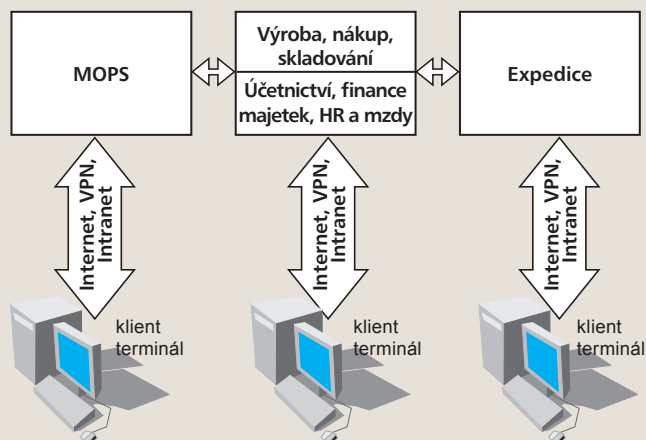 MOPS
Výroba, nákup,
skladování
Účetnictví, finance
majetek, HR a mzdy
Expedice
Internet, VPN,
Intranet
Internet, VPN,
Intranet
Internet, VPN,
Intranet
klient
terminál
klient
terminál
klient
terminál